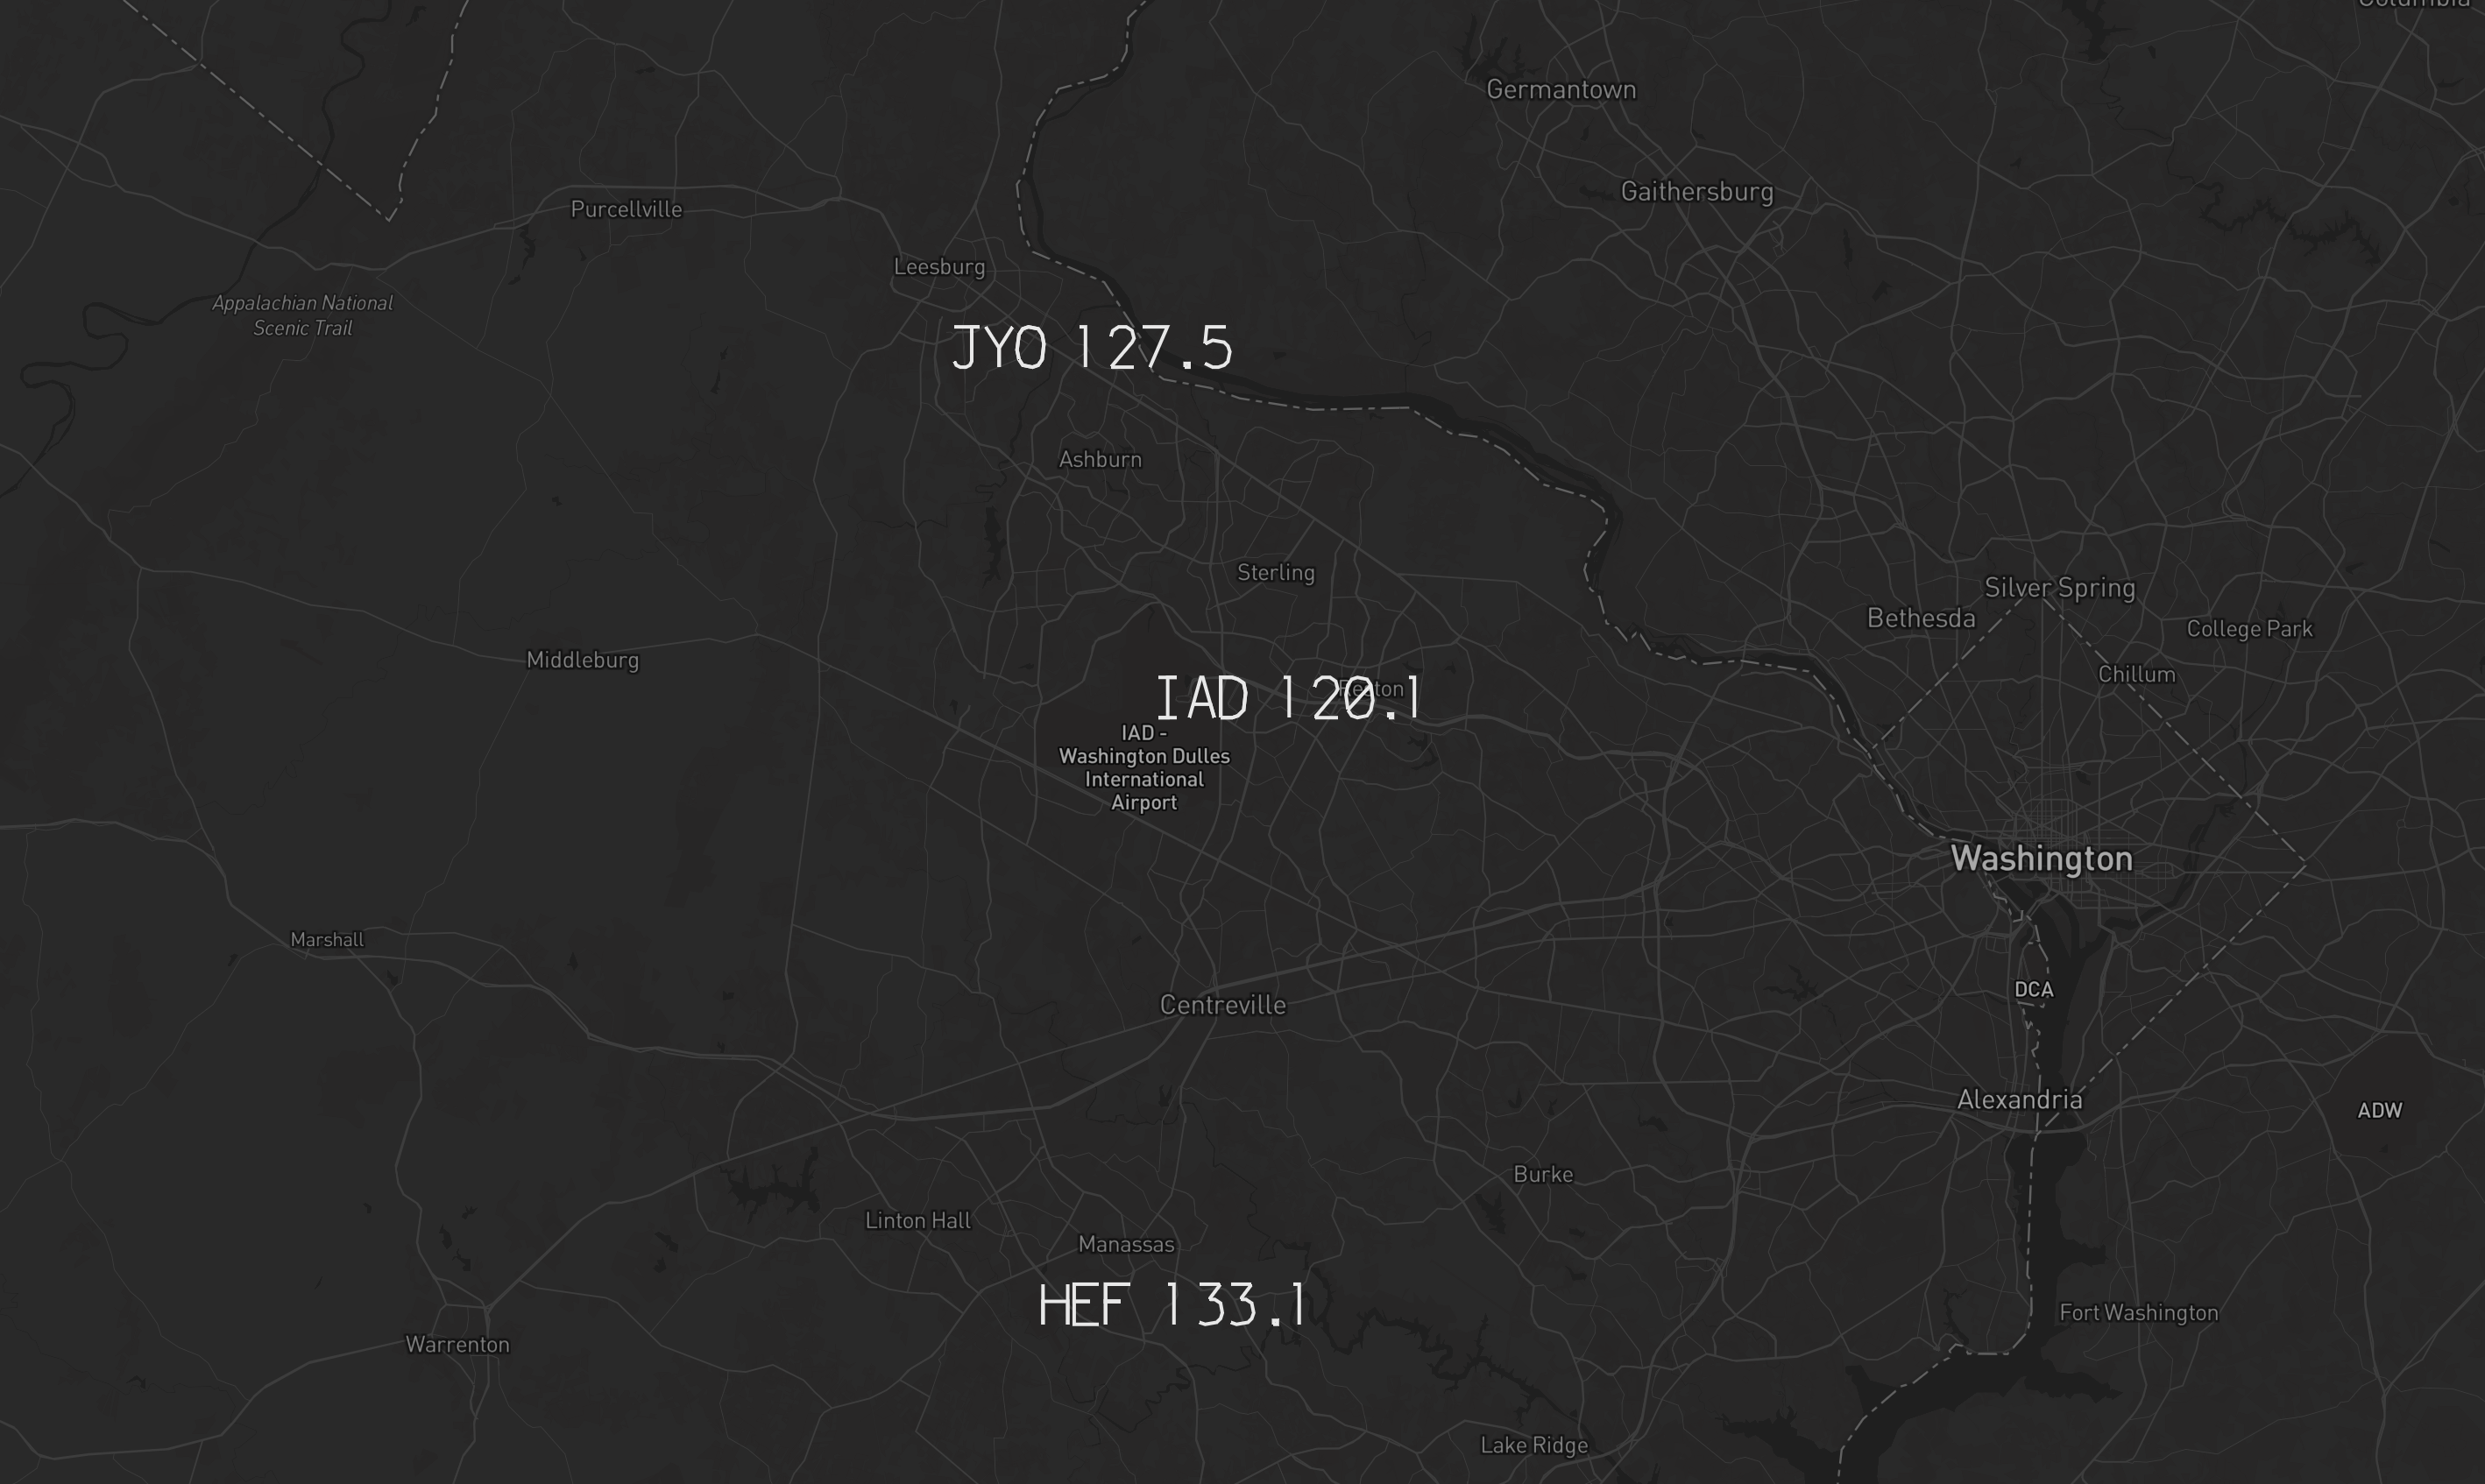 Columbia
Germantown
Gaithersburg
Purcellville
Leesburg
Appalachian National
Scenic Trail
JYO 127.5
Ashburn
Sterling
Silver Spring
Bethesda
College Park
Middleburg
Chillum
Reston
IAD 120.1
IAD -
Washington Dulles
International
Airport
Washington
Marshall
DCA
Centreville
Alexandria
ADW
Burke
Linton Hall
Manassas
HEF 133.1
Fort Washington
Warrenton
Lake Ridge